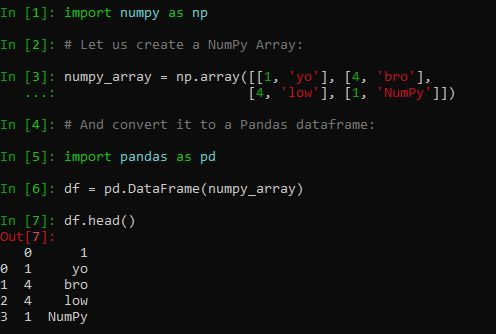 In [1]: import numpy as np
In [2]: # Let us create a NumPy Array:
In [3]: numpy_array = np.array([[1, 'yo'], [4, 'bro'],
   ...:                        [4, 'low'], [1, 'NumPy']])
In [4]: # And convert it to a Pandas dataframe:
In [5]: import pandas as pd
In [6]: df = pd.DataFrame(numpy_array)
In [7]: df.head()
Out[7]:
   0      1
0  1     yo
1  4    bro
2  4    low
3  1  NumPy